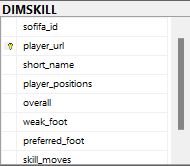 DIMSKILL
sofifa_id
player_url
short_name
player_positions
overall
weak_foot
preferred_foot
skill_moves